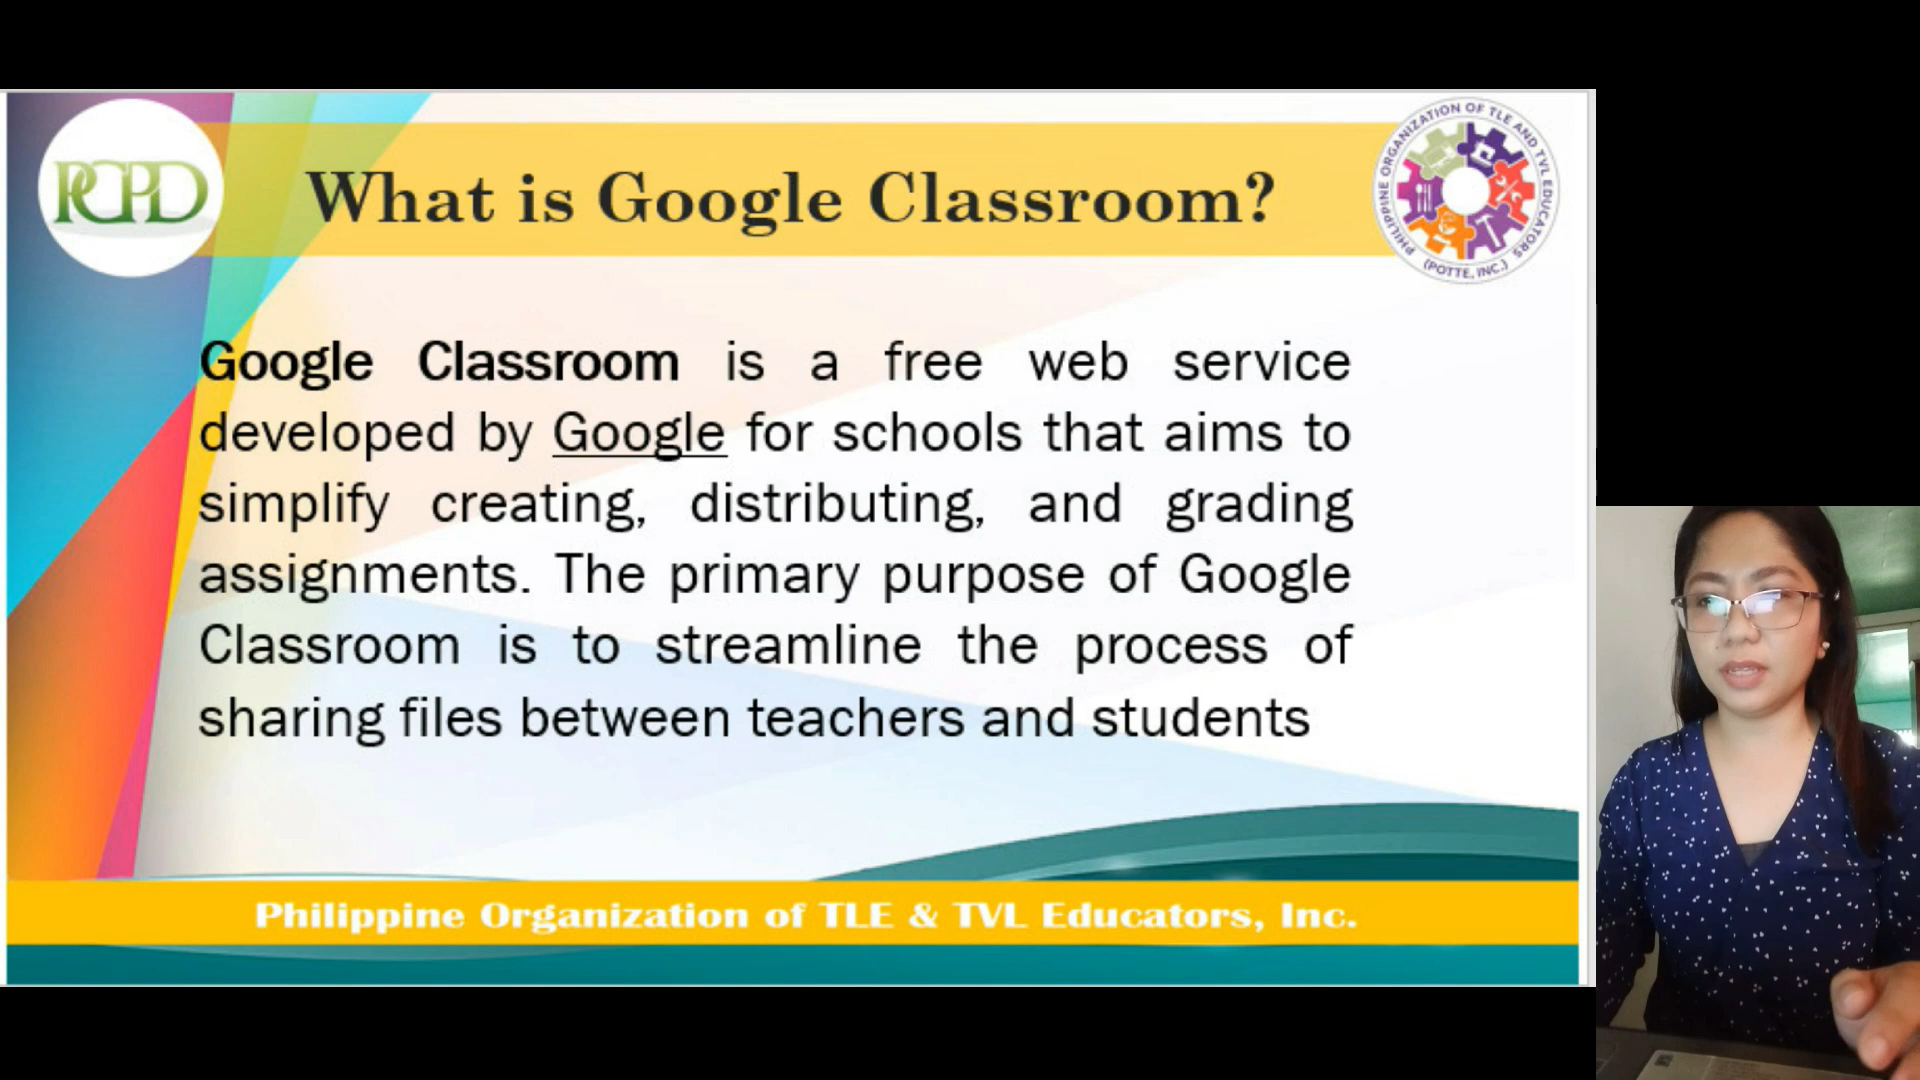 RCPD
What is Google Classroom?
PHILIPPINE ORGANIZATION OF TLE AND TVL EDUCATORS
(POTTE, INC.)
Google Classroom is a free web service
developed by Google for schools that aims to
simplify creating, distributing, and grading
assignments. The primary purpose of Google
Classroom is to streamline the process of
sharing files between teachers and students
Philippine Organization of TLE & TVL Educators, Inc.